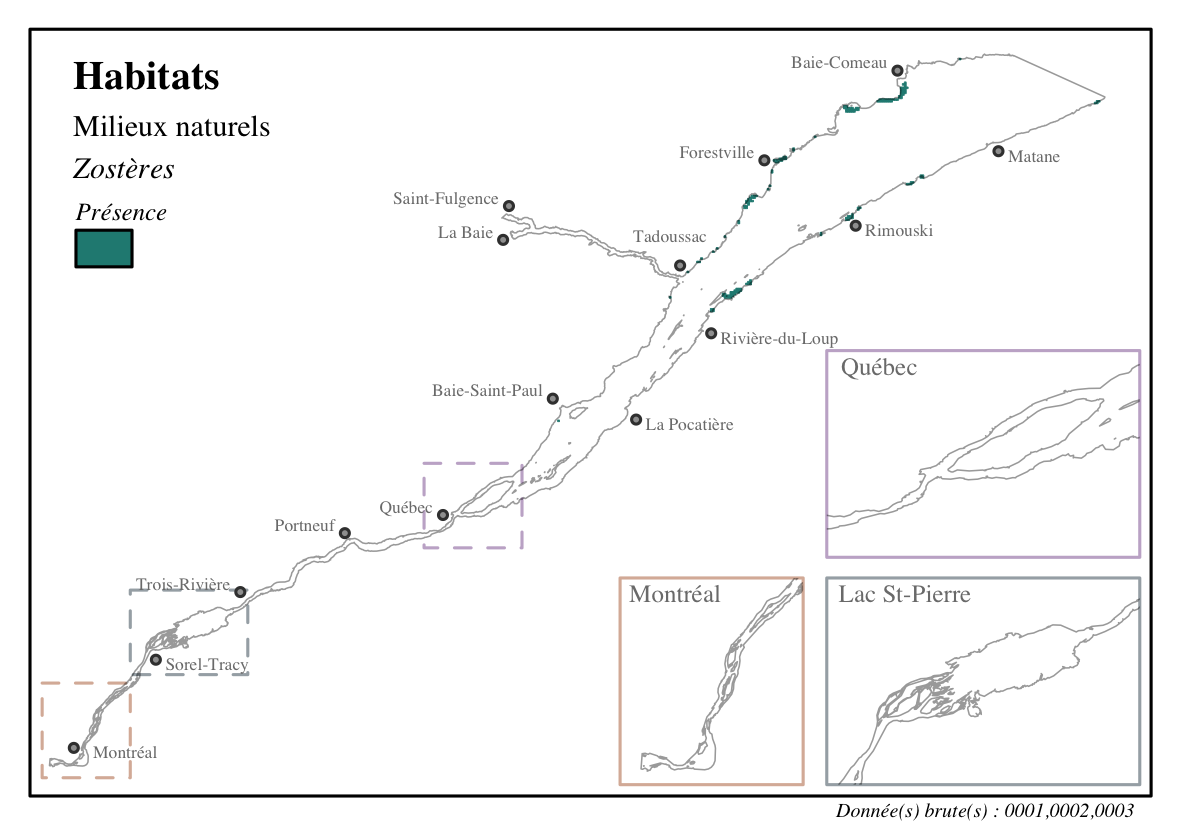 Habitats
Milieux naturels
Zostères
Présence
Baie-Comeau
Forestville
Matane
Saint-Fulgence
La Baie
Tadoussac
Rimouski
Rivière-du-Loup
Baie-Saint-Paul
La Pocatière
Québec
Portneuf
Trois-Rivière
Sorel-Tracy
Montréal
Québec
Montréal
Lac St-Pierre
Donnée(s) brute(s) : 0001,0002,0003